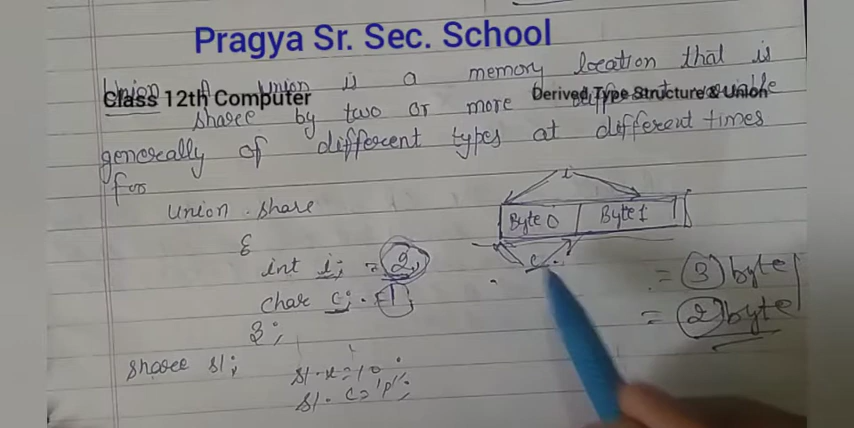 Pragya Sr. Sec. School
Union A Union is a memory location that is
Class 12th Computer
Derived Type Structure & Union
share by two or more different variable
generally of different types at different times
for
Union share
i
{
Byte 0 Byte 1
int i; = 2,
c
= 3 byte
char c; 1
= 2 byte
};
share s1;
s1.x = 10;
s1. c = 'p';